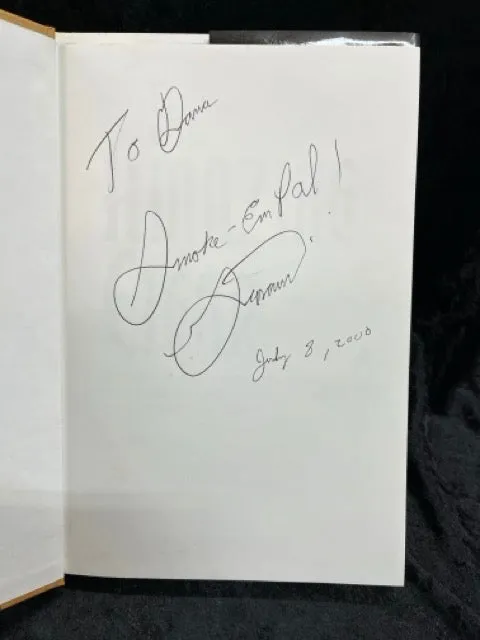 To Dana
Smoke-Em Pal!
July 8, 2000